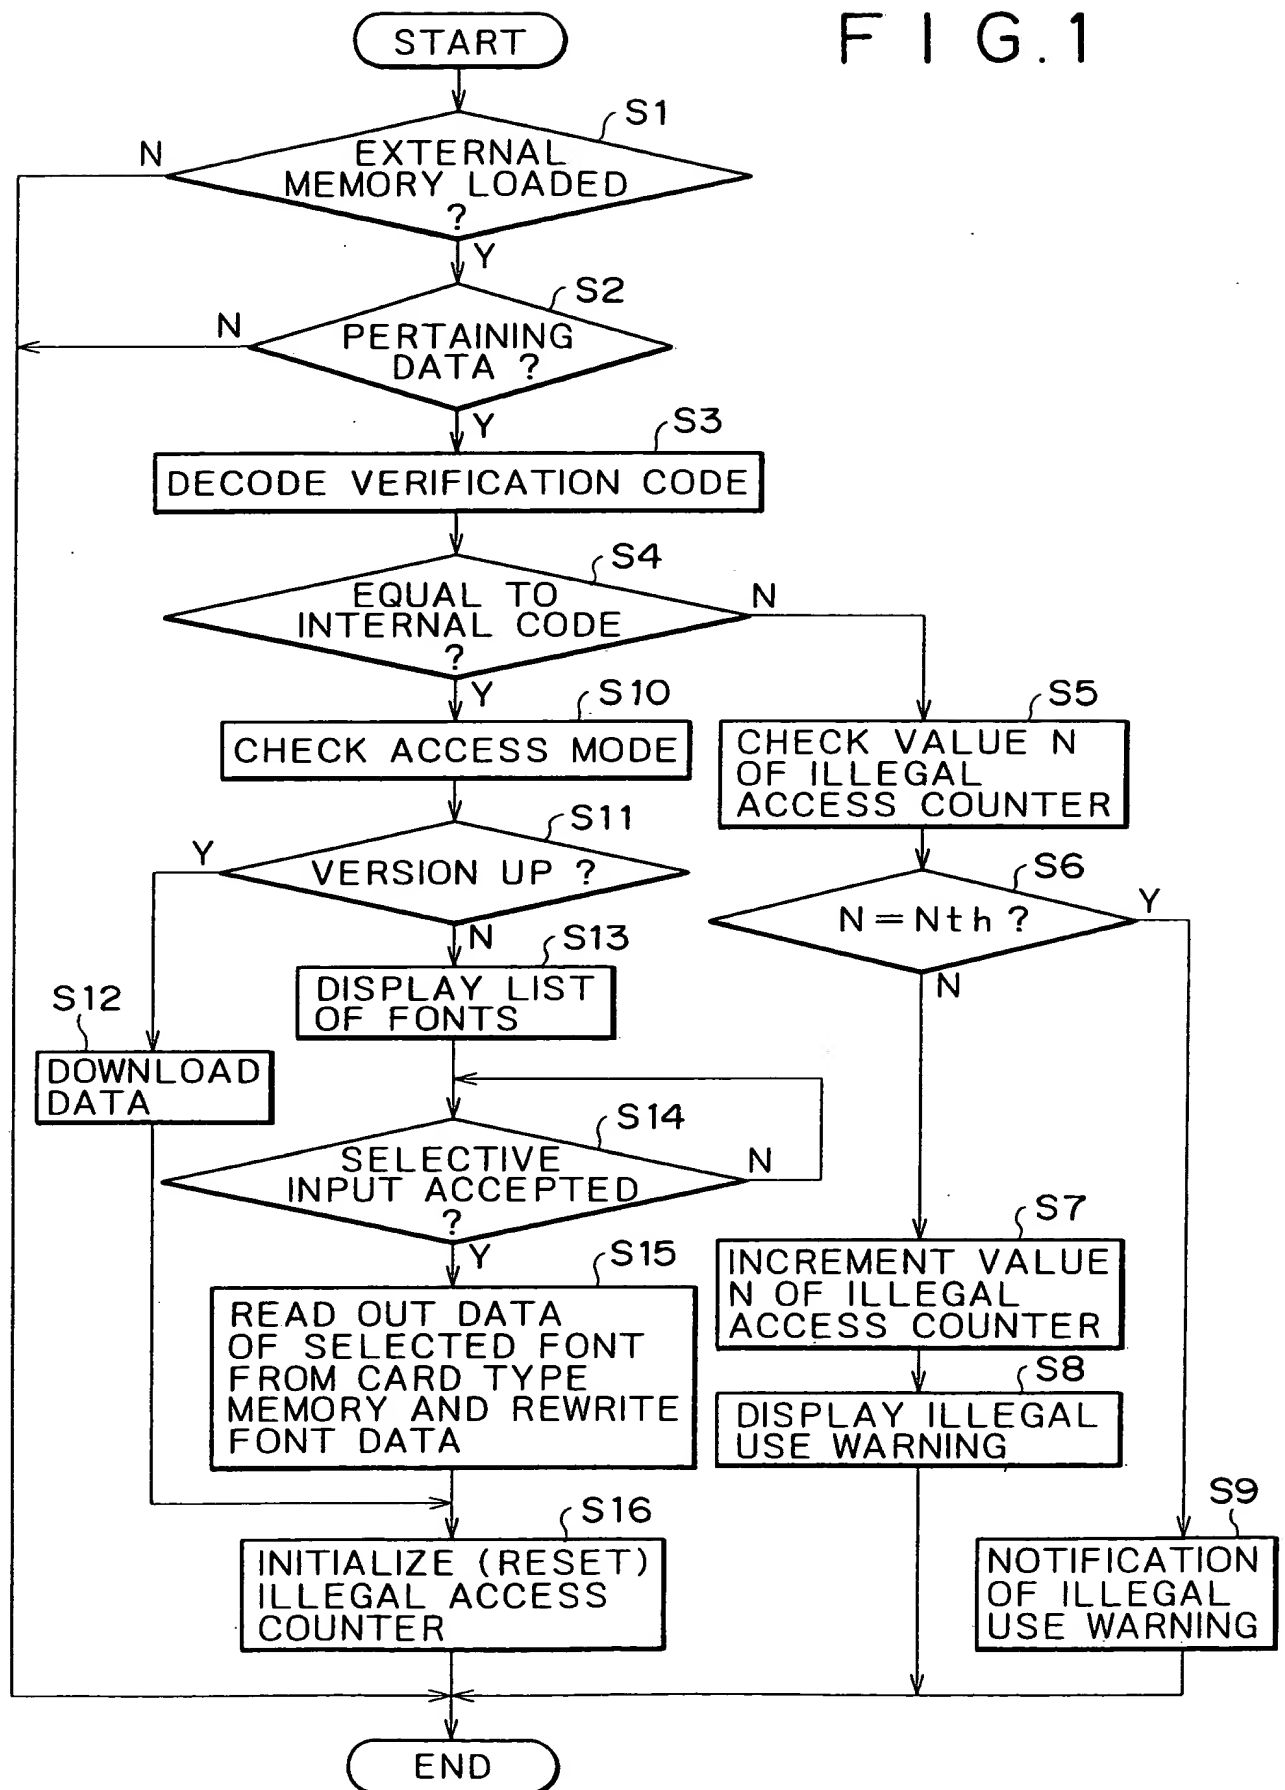 FIG.1
START
S1
N
EXTERNAL
MEMORY LOADED
?
Y
S2
N
PERTAINING
DATA ?
Y
S3
DECODE VERIFICATION CODE
S4
EQUAL TO
INTERNAL CODE
?
N
Y
S10
CHECK ACCESS MODE
S5
CHECK VALUE N
OF ILLEGAL
ACCESS COUNTER
S11
Y
VERSION UP ?
N
S6
N=Nth ?
Y
N
S13
DISPLAY LIST
OF FONTS
S12
DOWNLOAD
DATA
S14
SELECTIVE
INPUT ACCEPTED
?
N
Y
S15
READ OUT DATA
OF SELECTED FONT
FROM CARD TYPE
MEMORY AND REWRITE
FONT DATA
S7
INCREMENT VALUE
N OF ILLEGAL
ACCESS COUNTER
S8
DISPLAY ILLEGAL
USE WARNING
S9
NOTIFICATION
OF ILLEGAL
USE WARNING
S16
INITIALIZE (RESET)
ILLEGAL ACCESS
COUNTER
END